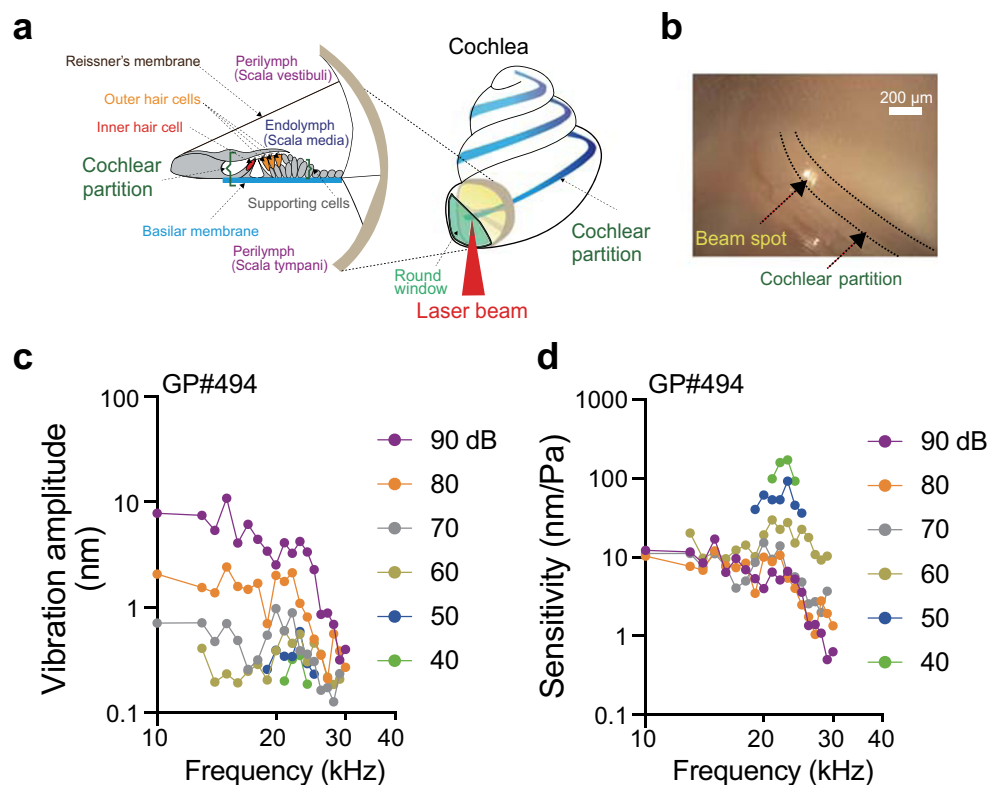 a
Reissner's membrane
Perilymph
(Scala vestibuli)
Outer hair cells
Inner hair cell
Endolymph
(Scala media)
Cochlear
partition
Supporting cells
Basilar membrane
Perilymph
(Scala tympani)
Cochlea
Cochlear
partition
Round
window
Laser beam
b
200 µm
Beam spot
Cochlear partition
c
GP#494
Vibration amplitude
(nm)
100
10
1
0.1
10
20
30
40
Frequency (kHz)
90 dB
80
70
60
50
40
d
GP#494
Sensitivity (nm/Pa)
1000
100
10
1
0.1
10
20
30
40
Frequency (kHz)
90 dB
80
70
60
50
40